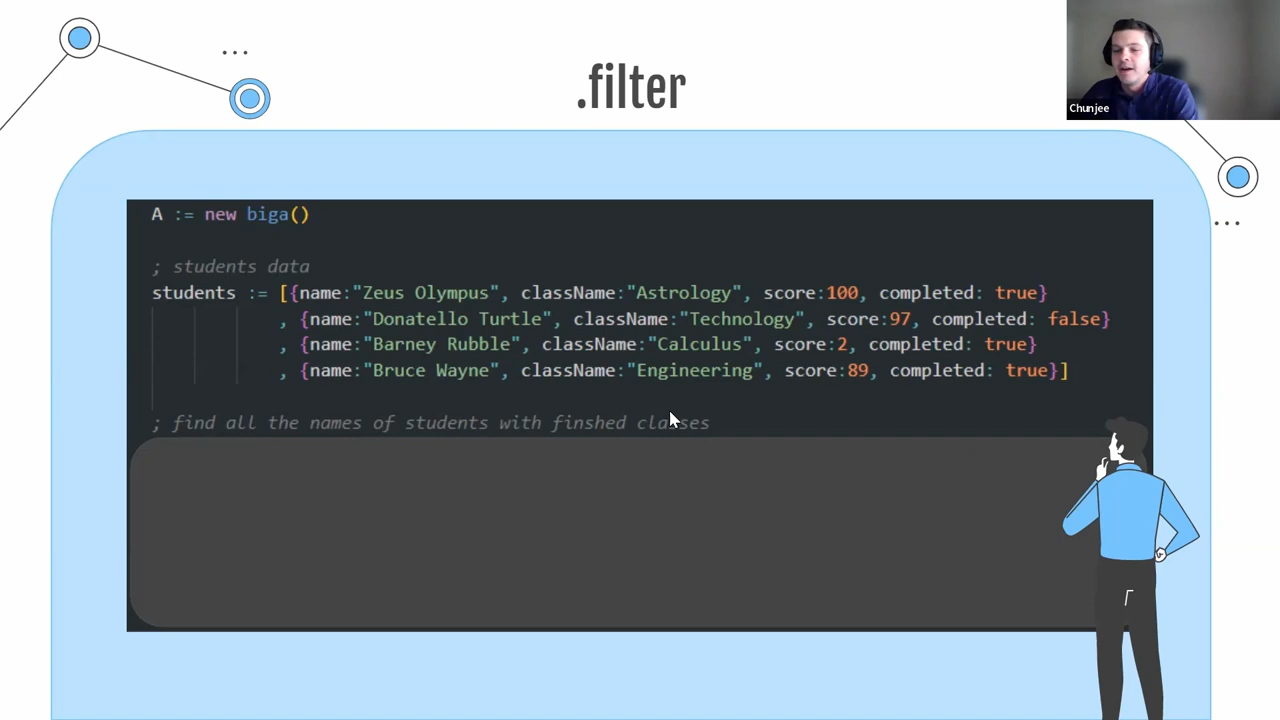 ...
.filter
Chunjee
...
A := new biga()
; students data
students := [{name:"Zeus Olympus", className:"Astrology", score:100, completed: true}
, {name:"Donatello Turtle", className:"Technology", score:97, completed: false}
, {name:"Barney Rubble", className:"Calculus", score:2, completed: true}
, {name:"Bruce Wayne", className:"Engineering", score:89, completed: true}]
; find all the names of students with finshed classes